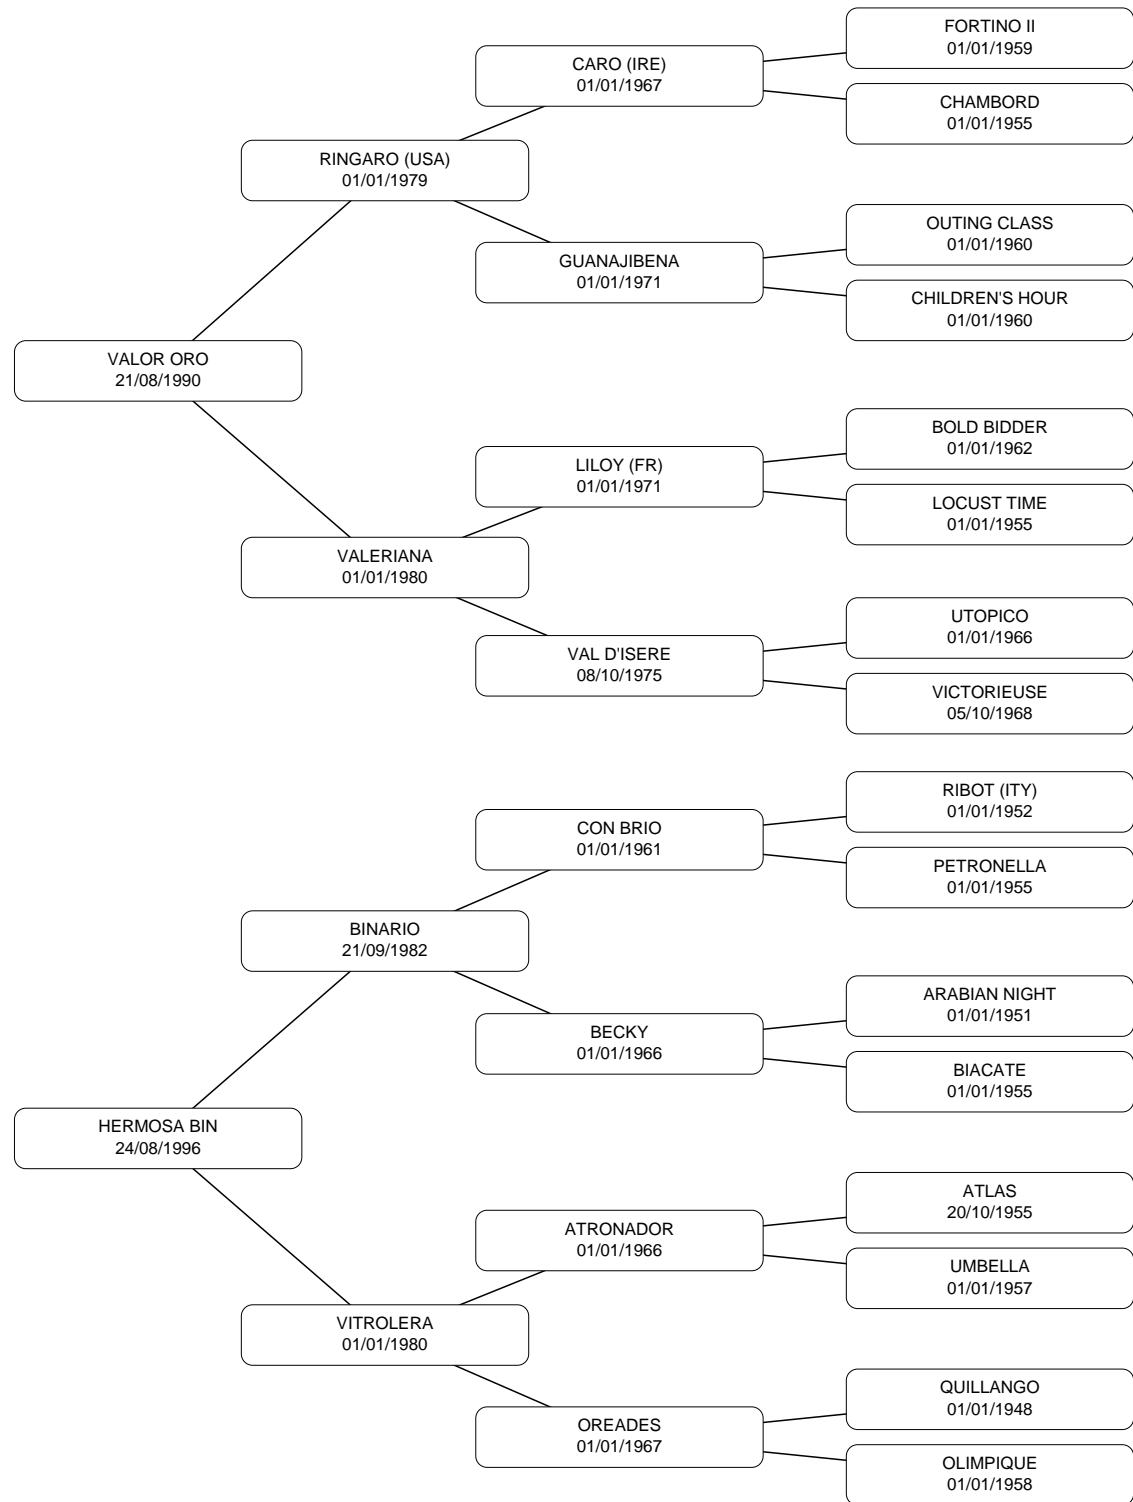 FORTINO II
01/01/1959
CARO (IRE)
01/01/1967
CHAMBORD
01/01/1955
RINGARO (USA)
01/01/1979
OUTING CLASS
01/01/1960
GUANAJIBENA
01/01/1971
CHILDREN'S HOUR
01/01/1960
VALOR ORO
21/08/1990
BOLD BIDDER
01/01/1962
LILOY (FR)
01/01/1971
LOCUST TIME
01/01/1955
VALERIANA
01/01/1980
UTOPICO
01/01/1966
VAL D'ISERE
08/10/1975
VICTORIEUSE
05/10/1968
RIBOT (ITY)
01/01/1952
CON BRIO
01/01/1961
PETRONELLA
01/01/1955
BINARIO
21/09/1982
ARABIAN NIGHT
01/01/1951
BECKY
01/01/1966
BIACATE
01/01/1955
HERMOSA BIN
24/08/1996
ATLAS
20/10/1955
ATRONADOR
01/01/1966
UMBELLA
01/01/1957
VITROLERA
01/01/1980
QUILLANGO
01/01/1948
OREADES
01/01/1967
OLIMPIQUE
01/01/1958